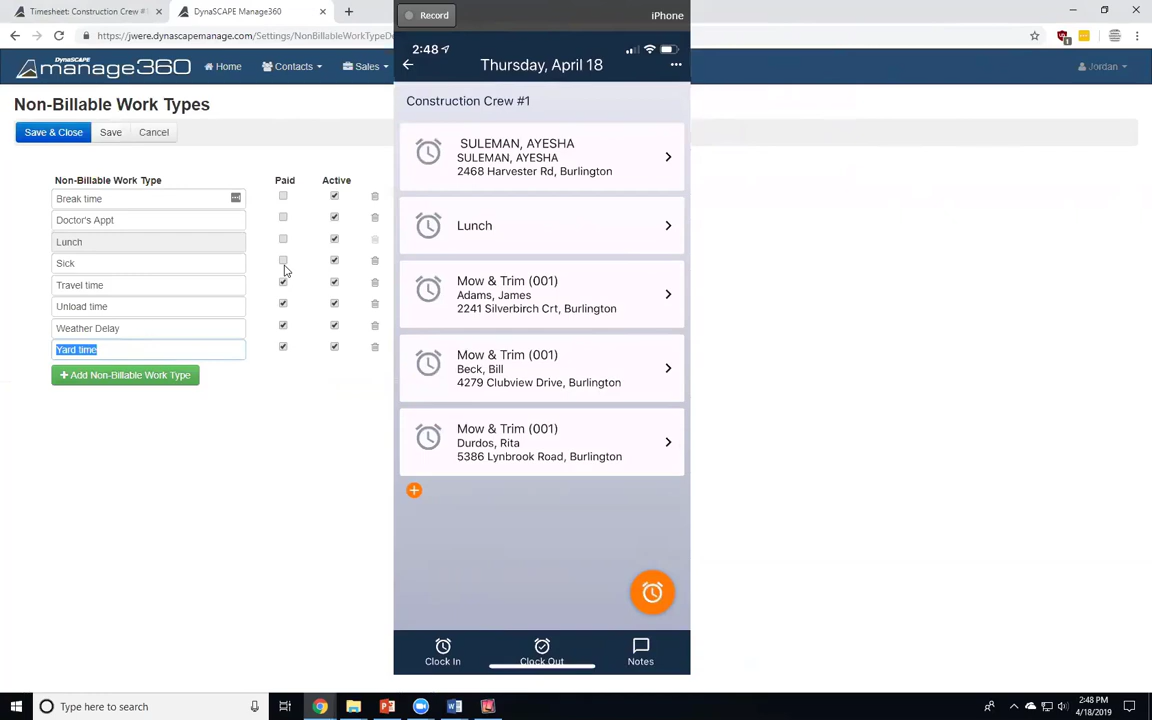 Timesheet: Construction Crew #
DynaSCAPE Manage360
https://jwere.dynascapemanage.com/Settings/NonBillableWorkTypeDe
DynaSCAPE
manage360
Home
Contacts
Sales
Jordan
Non-Billable Work Types
Save & Close
Save
Cancel
Non-Billable Work Type
Paid
Active
Break time
Doctor's Appt
Lunch
Sick
Travel time
Unload time
Weather Delay
Yard time
+ Add Non-Billable Work Type
Record
iPhone
2:48
Thursday, April 18
Construction Crew #1
SULEMAN, AYESHA
SULEMAN, AYESHA
2468 Harvester Rd, Burlington
Lunch
Mow & Trim (001)
Adams, James
2241 Silverbirch Crt, Burlington
Mow & Trim (001)
Beck, Bill
4279 Clubview Drive, Burlington
Mow & Trim (001)
Durdos, Rita
5386 Lynbrook Road, Burlington
Clock In
Clock Out
Notes
Type here to search
2:48 PM
4/18/2019